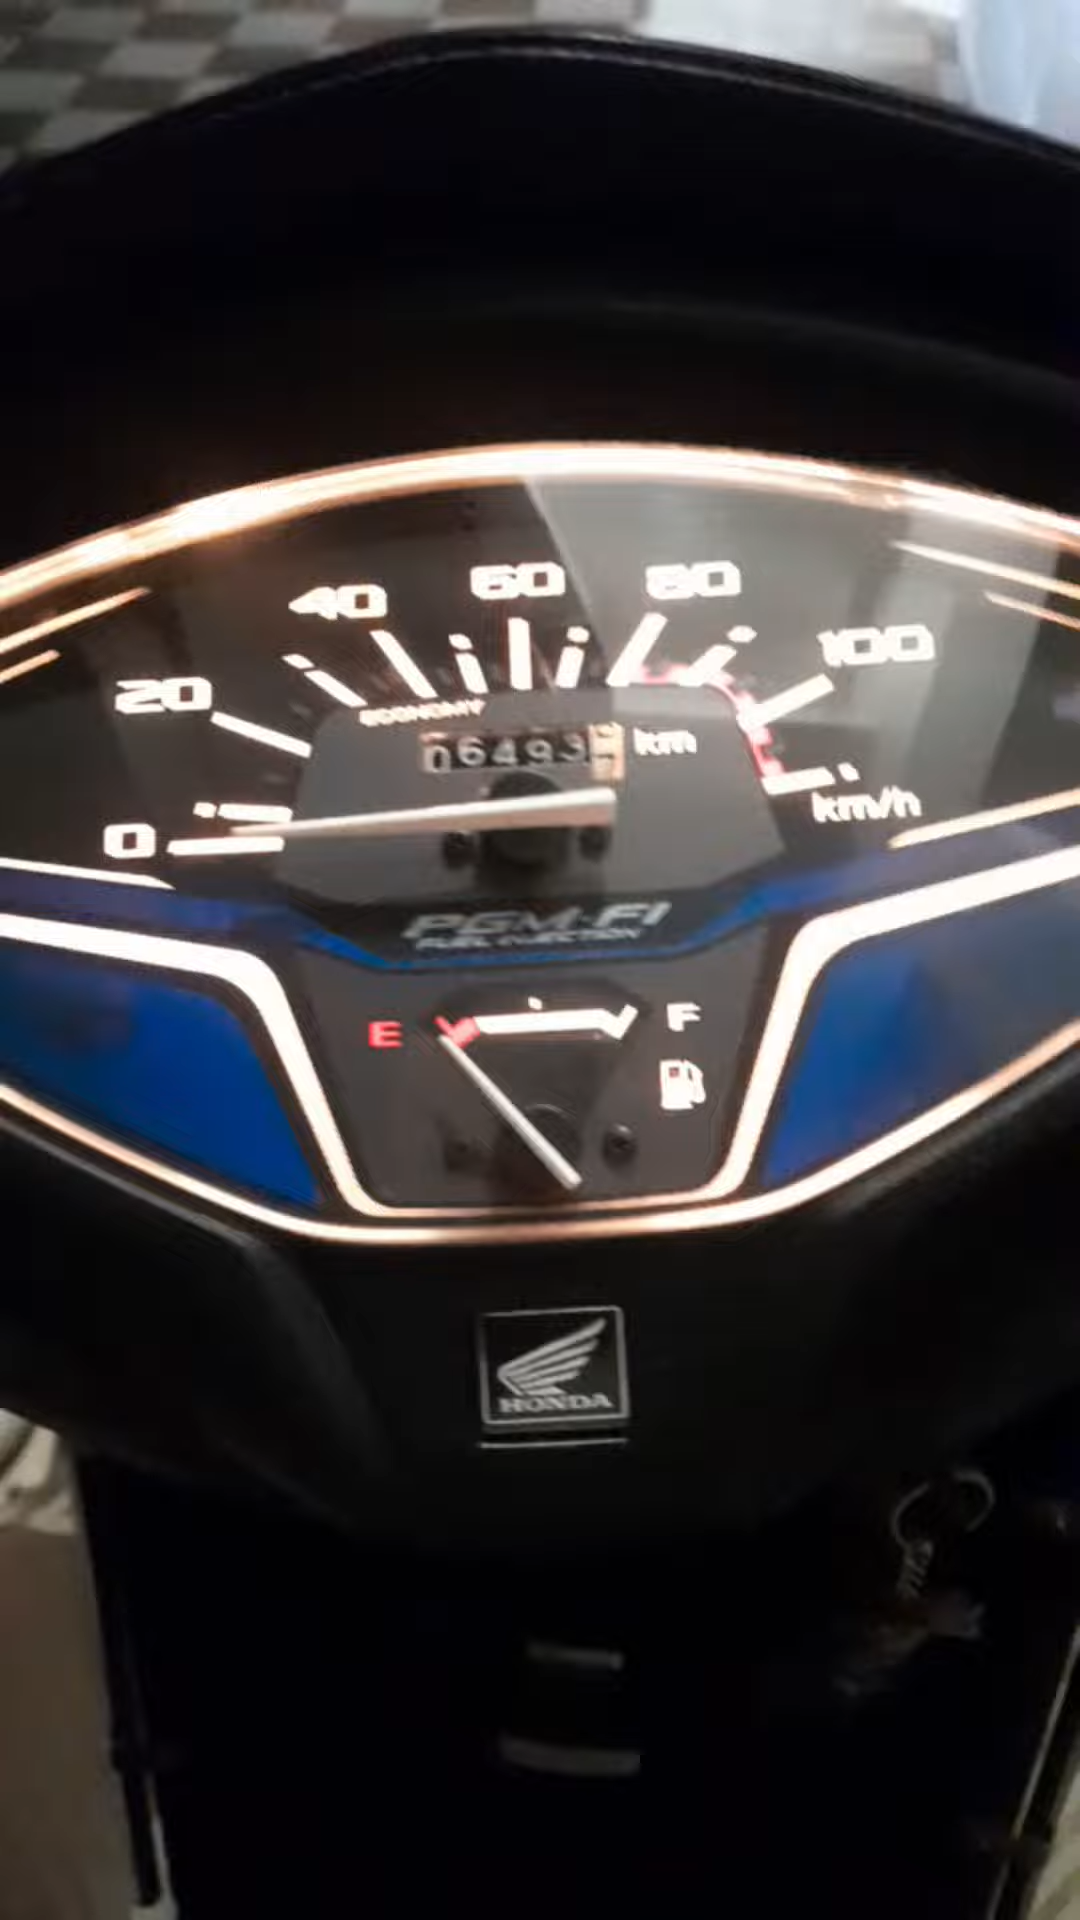 40 60 80
20 100
ECONOMY
06493 km
0 km/h
PGM-FI
FUEL INJECTION
E F
HONDA